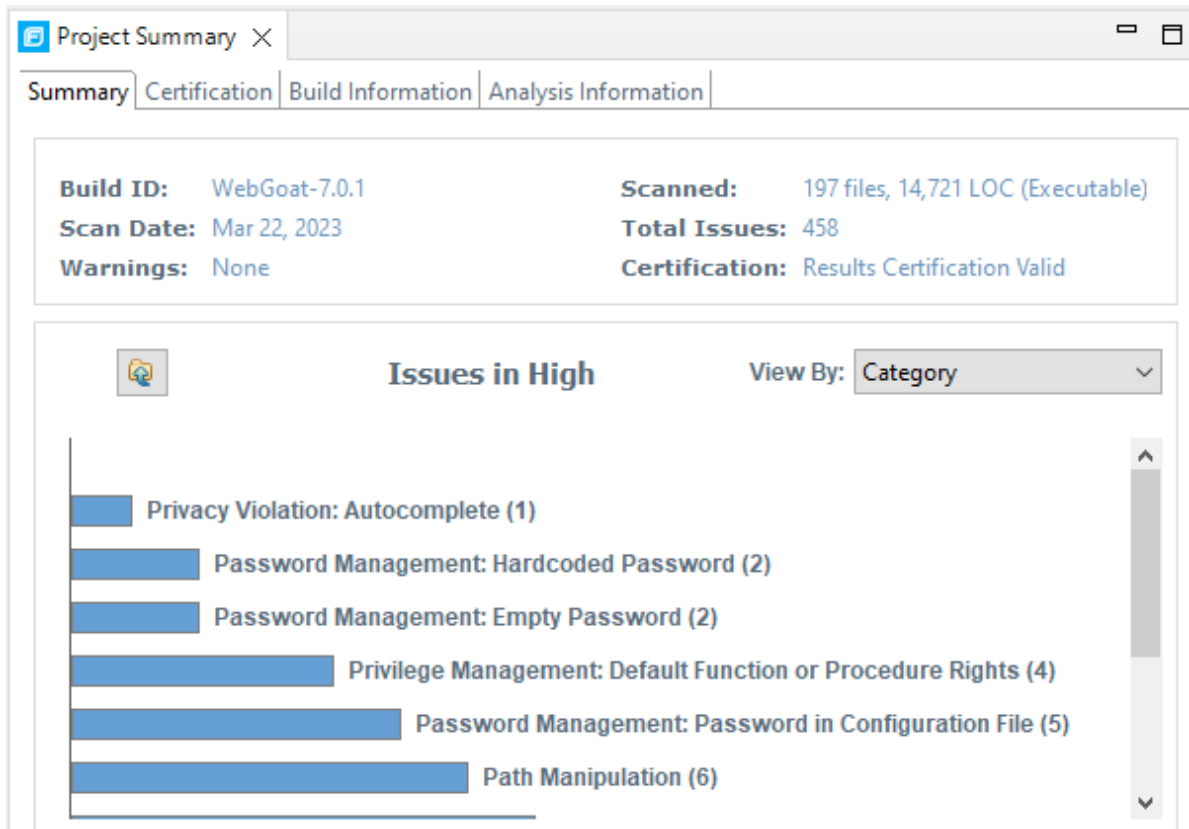 Project Summary
Summary Certification Build Information Analysis Information
Build ID: WebGoat-7.0.1 Scanned: 197 files, 14,721 LOC (Executable)
Scan Date: Mar 22, 2023 Total Issues: 458
Warnings: None Certification: Results Certification Valid
Issues in High View By: Category
Privacy Violation: Autocomplete (1)
Password Management: Hardcoded Password (2)
Password Management: Empty Password (2)
Privilege Management: Default Function or Procedure Rights (4)
Password Management: Password in Configuration File (5)
Path Manipulation (6)